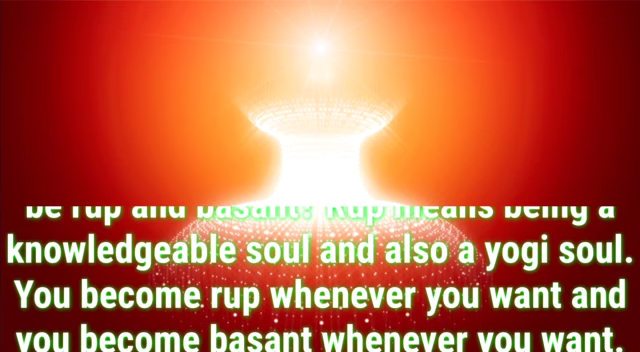 be rup and basant? Rup means being a
knowledgeable soul and also a yogi soul.
You become rup whenever you want and
you become basant whenever you want.